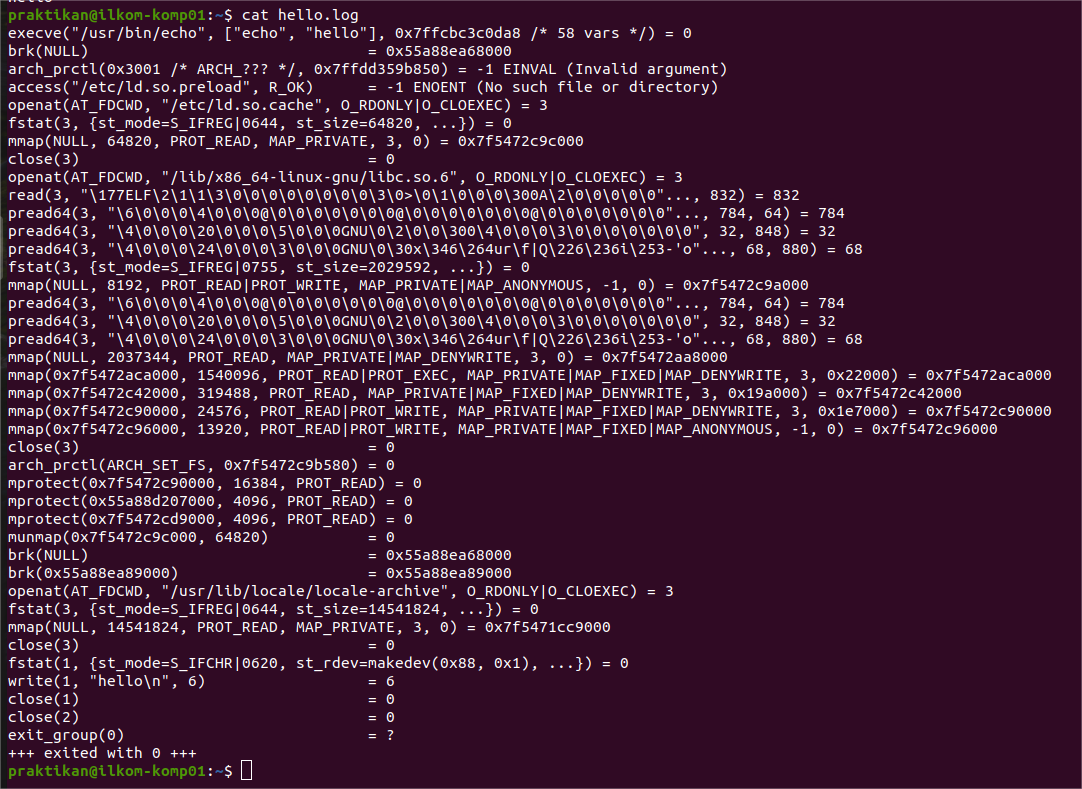 praktikan@ilkom-komp01:~$ cat hello.log
execve("/usr/bin/echo", ["echo", "hello"], 0x7ffcbc3c0da8 /* 58 vars */) = 0
brk(NULL)                               = 0x55a88ea68000
arch_prctl(0x3001 /* ARCH_??? */, 0x7ffdd359b850) = -1 EINVAL (Invalid argument)
access("/etc/ld.so.preload", R_OK)      = -1 ENOENT (No such file or directory)
openat(AT_FDCWD, "/etc/ld.so.cache", O_RDONLY|O_CLOEXEC) = 3
fstat(3, {st_mode=S_IFREG|0644, st_size=64820, ...}) = 0
mmap(NULL, 64820, PROT_READ, MAP_PRIVATE, 3, 0) = 0x7f5472c9c000
close(3)                                = 0
openat(AT_FDCWD, "/lib/x86_64-linux-gnu/libc.so.6", O_RDONLY|O_CLOEXEC) = 3
read(3, "\177ELF\2\1\1\3\0\0\0\0\0\0\0\0\3\0>\0\1\0\0\0\300A\2\0\0\0\0\0"..., 832) = 832
pread64(3, "\6\0\0\0\4\0\0\0@\0\0\0\0\0\0\0@\0\0\0\0\0\0\0@\0\0\0\0\0\0\0"..., 784, 64) = 784
pread64(3, "\4\0\0\0\20\0\0\0\5\0\0\0GNU\0\2\0\0\300\4\0\0\0\3\0\0\0\0\0\0\0", 32, 848) = 32
pread64(3, "\4\0\0\0\24\0\0\0\3\0\0\0GNU\0\30x\346\264ur\f|Q\226\236i\253-'o"..., 68, 880) = 68
fstat(3, {st_mode=S_IFREG|0755, st_size=2029592, ...}) = 0
mmap(NULL, 8192, PROT_READ|PROT_WRITE, MAP_PRIVATE|MAP_ANONYMOUS, -1, 0) = 0x7f5472c9a000
pread64(3, "\6\0\0\0\4\0\0\0@\0\0\0\0\0\0\0@\0\0\0\0\0\0\0@\0\0\0\0\0\0\0"..., 784, 64) = 784
pread64(3, "\4\0\0\0\20\0\0\0\5\0\0\0GNU\0\2\0\0\300\4\0\0\0\3\0\0\0\0\0\0\0", 32, 848) = 32
pread64(3, "\4\0\0\0\24\0\0\0\3\0\0\0GNU\0\30x\346\264ur\f|Q\226\236i\253-'o"..., 68, 880) = 68
mmap(NULL, 2037344, PROT_READ, MAP_PRIVATE|MAP_DENYWRITE, 3, 0) = 0x7f5472aa8000
mmap(0x7f5472aca000, 1540096, PROT_READ|PROT_EXEC, MAP_PRIVATE|MAP_FIXED|MAP_DENYWRITE, 3, 0x22000) = 0x7f5472aca000
mmap(0x7f5472c42000, 319488, PROT_READ, MAP_PRIVATE|MAP_FIXED|MAP_DENYWRITE, 3, 0x19a000) = 0x7f5472c42000
mmap(0x7f5472c90000, 24576, PROT_READ|PROT_WRITE, MAP_PRIVATE|MAP_FIXED|MAP_DENYWRITE, 3, 0x1e7000) = 0x7f5472c90000
mmap(0x7f5472c96000, 13920, PROT_READ|PROT_WRITE, MAP_PRIVATE|MAP_FIXED|MAP_ANONYMOUS, -1, 0) = 0x7f5472c96000
close(3)                                = 0
arch_prctl(ARCH_SET_FS, 0x7f5472c9b580) = 0
mprotect(0x7f5472c90000, 16384, PROT_READ) = 0
mprotect(0x55a88d207000, 4096, PROT_READ) = 0
mprotect(0x7f5472cd9000, 4096, PROT_READ) = 0
munmap(0x7f5472c9c000, 64820)           = 0
brk(NULL)                               = 0x55a88ea68000
brk(0x55a88ea89000)                     = 0x55a88ea89000
openat(AT_FDCWD, "/usr/lib/locale/locale-archive", O_RDONLY|O_CLOEXEC) = 3
fstat(3, {st_mode=S_IFREG|0644, st_size=14541824, ...}) = 0
mmap(NULL, 14541824, PROT_READ, MAP_PRIVATE, 3, 0) = 0x7f5471cc9000
close(3)                                = 0
fstat(1, {st_mode=S_IFCHR|0620, st_rdev=makedev(0x88, 0x1), ...}) = 0
write(1, "hello\n", 6)                  = 6
close(1)                                = 0
close(2)                                = 0
exit_group(0)                           = ?
+++ exited with 0 +++
praktikan@ilkom-komp01:~$